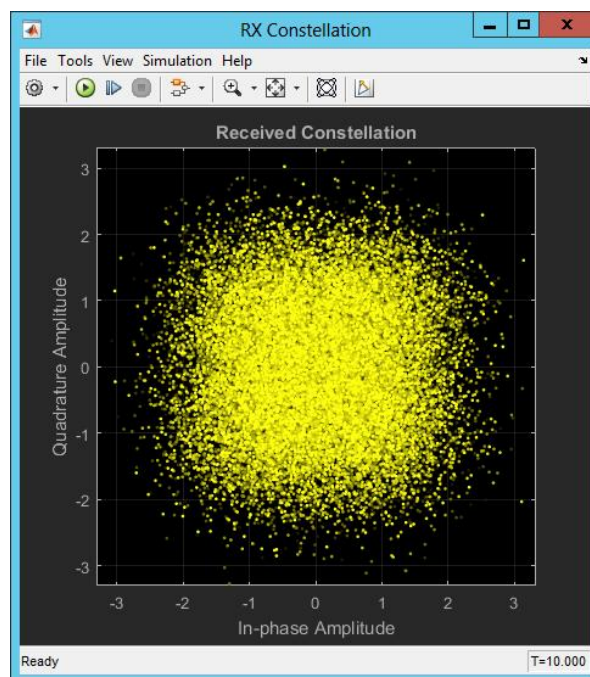 RX Constellation
File Tools View Simulation Help
Received Constellation
Quadrature Amplitude
3
2
1
0
-1
-2
-3
-3 -2 -1 0 1 2 3
In-phase Amplitude
Ready T=10.000